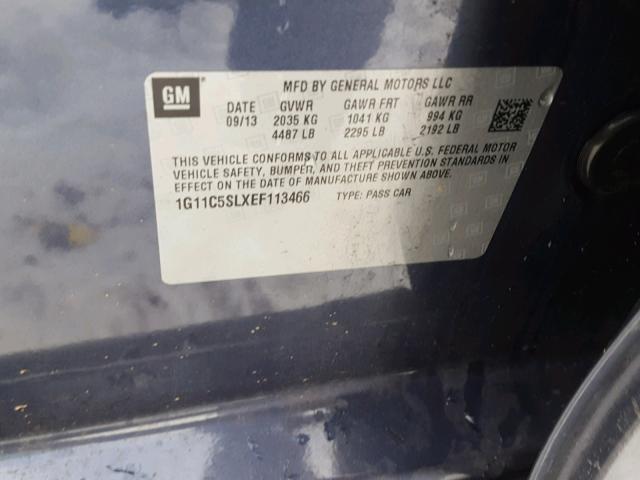 GM
MFD BY GENERAL MOTORS LLC
DATE GVWR GAWR FRT GAWR RR
09/13 2035 KG 1041 KG 994 KG
4487 LB 2295 LB 2192 LB
THIS VEHICLE CONFORMS TO ALL APPLICABLE U.S. FEDERAL MOTOR
VEHICLE SAFETY, BUMPER, AND THEFT PREVENTION STANDARDS IN
EFFECT ON THE DATE OF MANUFACTURE SHOWN ABOVE.
1G11C5SLXEF113466 TYPE: PASS CAR